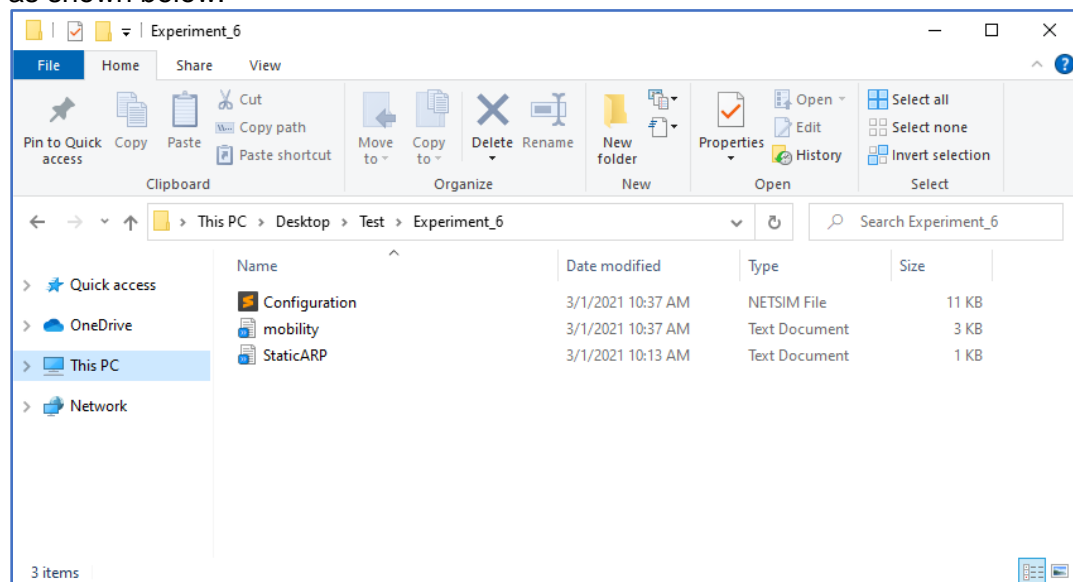 as shown below:
Experiment_6
File Home Share View
Pin to Quick access
Copy
Paste
Cut
Copy path
Paste shortcut
Move to
Copy to
Delete
Rename
New folder
Properties
Open
Edit
History
Select all
Select none
Invert selection
Clipboard Organize New Open Select
This PC > Desktop > Test > Experiment_6
Search Experiment_6
Quick access
OneDrive
This PC
Network
Name Date modified Type Size
Configuration 3/1/2021 10:37 AM NETSIM File 11 KB
mobility 3/1/2021 10:37 AM Text Document 3 KB
StaticARP 3/1/2021 10:13 AM Text Document 1 KB
3 items